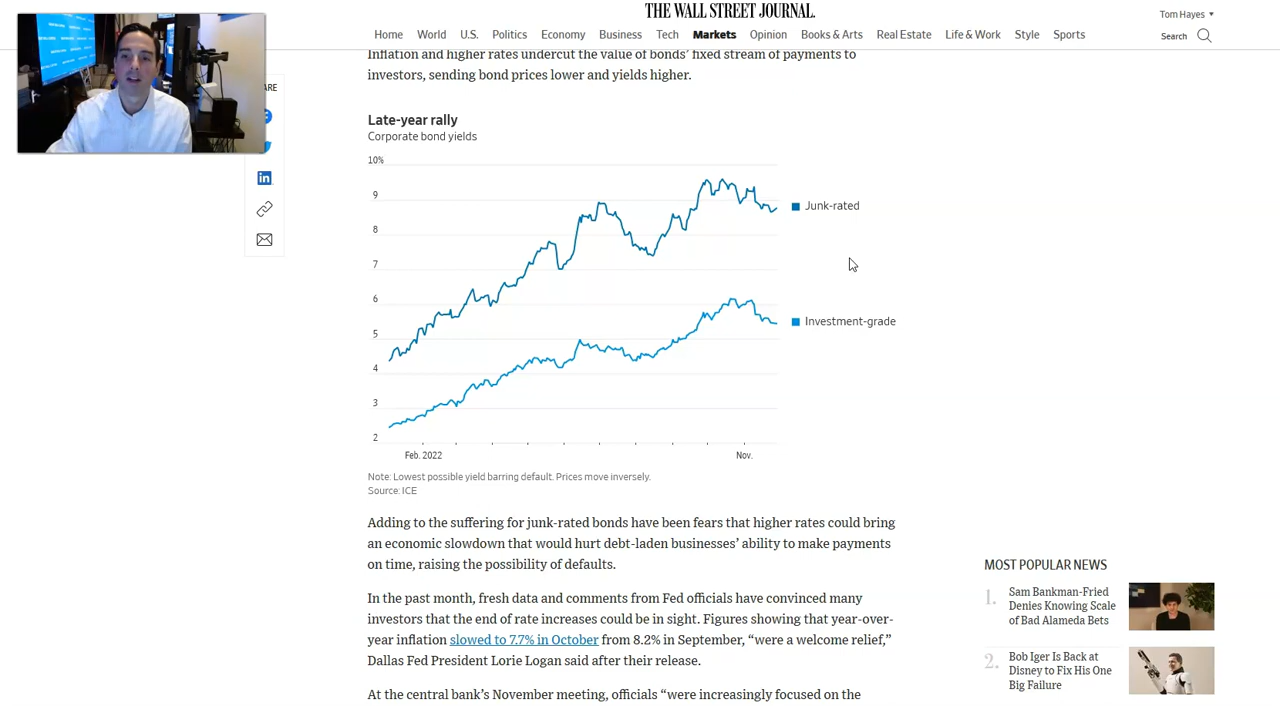 THE WALL STREET JOURNAL.
Tom Hayes
Home World U.S. Politics Economy Business Tech Markets Opinion Books & Arts Real Estate Life & Work Style Sports
Search
Inflation and higher rates undercut the value of bonds' fixed stream of payments to
investors, sending bond prices lower and yields higher.
ARE
Late-year rally
Corporate bond yields
10%
9
8
7
6
5
4
3
2
Junk-rated
Investment-grade
Feb. 2022
Nov.
Note: Lowest possible yield barring default. Prices move inversely.
Source: ICE
Adding to the suffering for junk-rated bonds have been fears that higher rates could bring
an economic slowdown that would hurt debt-laden businesses' ability to make payments
on time, raising the possibility of defaults.
In the past month, fresh data and comments from Fed officials have convinced many
investors that the end of rate increases could be in sight. Figures showing that year-over-
year inflation slowed to 7.7% in October from 8.2% in September, “were a welcome relief,”
Dallas Fed President Lorie Logan said after their release.
At the central bank's November meeting, officials “were increasingly focused on the
MOST POPULAR NEWS
1.
Sam Bankman-Fried
Denies Knowing Scale
of Bad Alameda Bets
2.
Bob Iger Is Back at
Disney to Fix His One
Big Failure